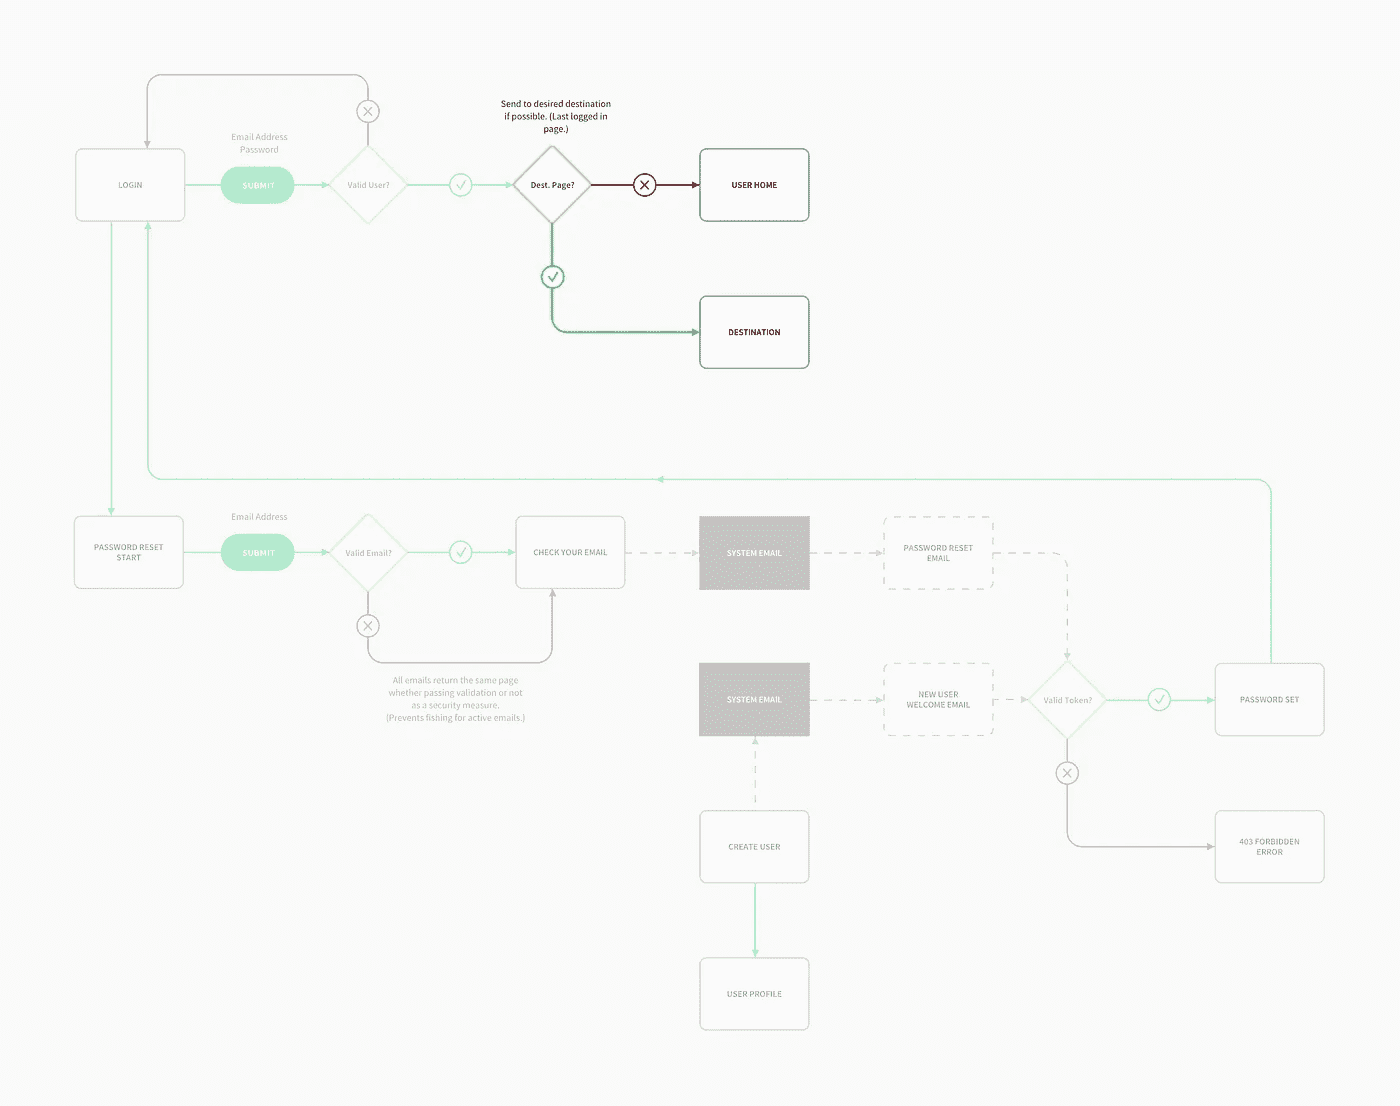 Send to desired destination
if possible. (Last logged in
page.)
Email Address
Password
LOGIN
SUBMIT
Valid User?
Dest. Page?
USER HOME
DESTINATION
Email Address
PASSWORD RESET
START
SUBMIT
Valid Email?
CHECK YOUR EMAIL
SYSTEM EMAIL
PASSWORD RESET
EMAIL
All emails return the same page
whether passing validation or not
as a security measure.
(Prevents fishing for active emails.)
SYSTEM EMAIL
NEW USER
WELCOME EMAIL
Valid Token?
PASSWORD SET
CREATE USER
403 FORBIDDEN
ERROR
USER PROFILE